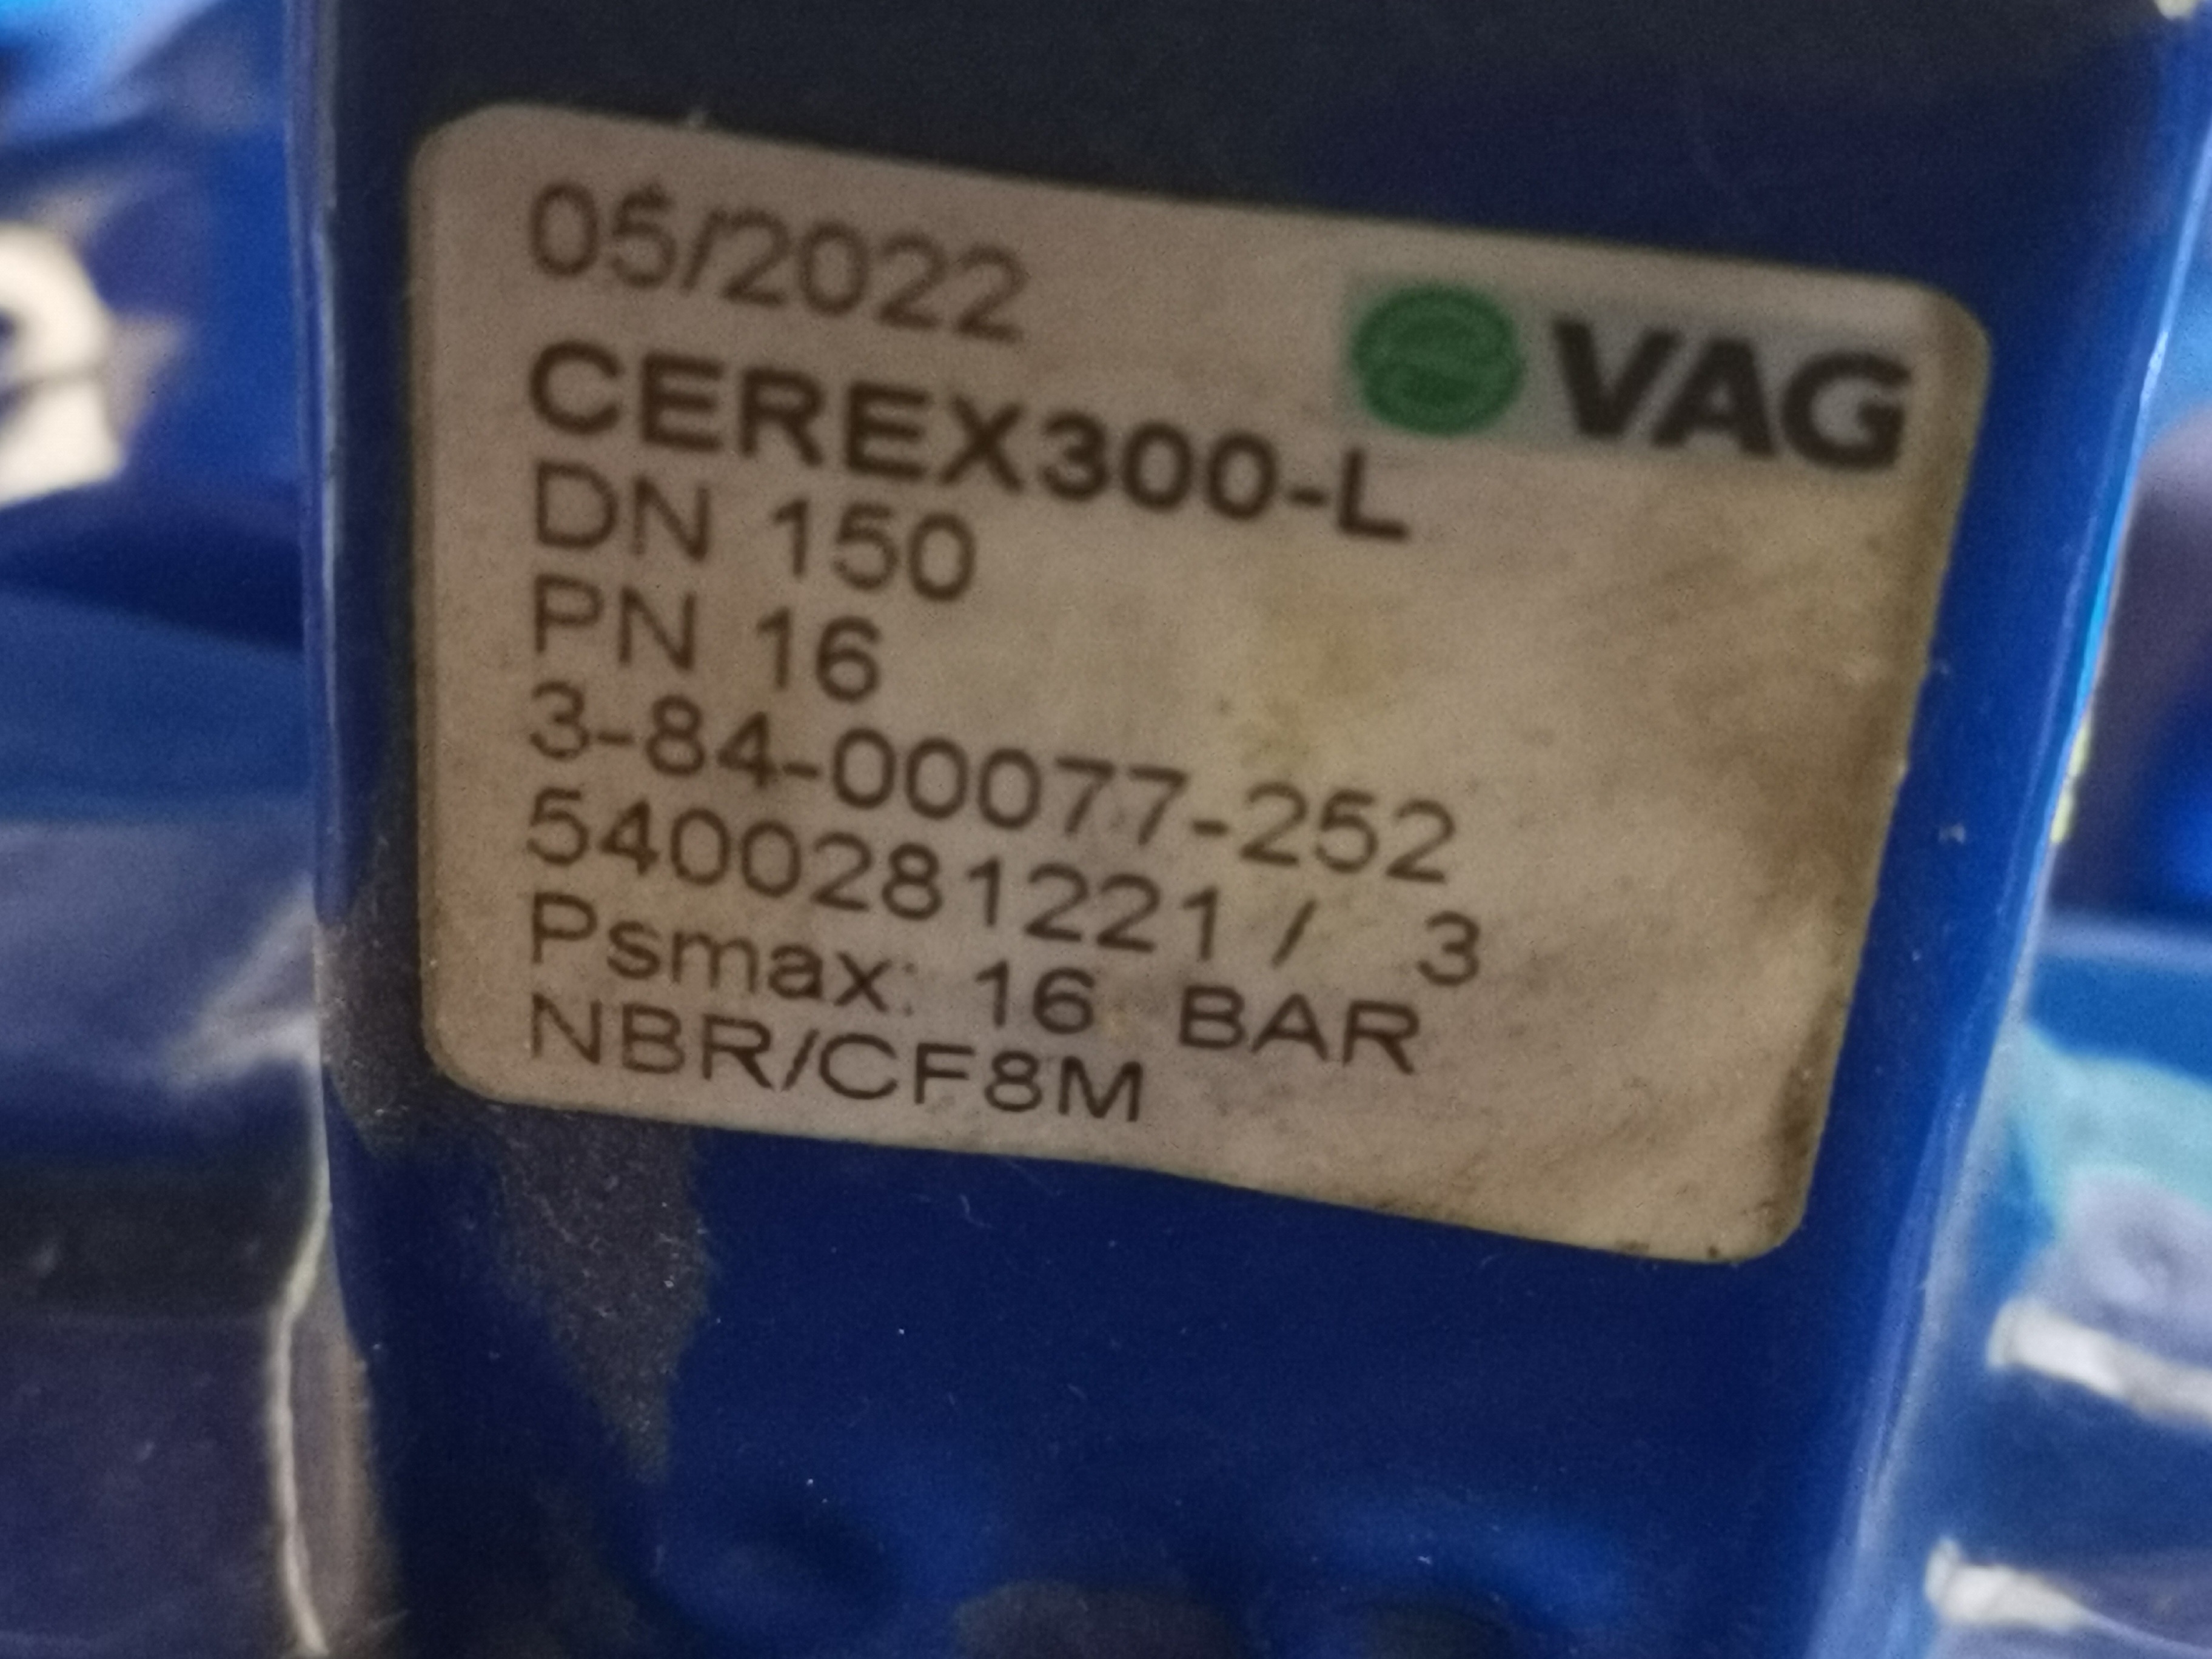 05/2022
VAG
CEREX300-L
DN 150
PN 16
3-84-00077-252
5400281221 / 3
Psmax: 16 BAR
NBR/CF8M